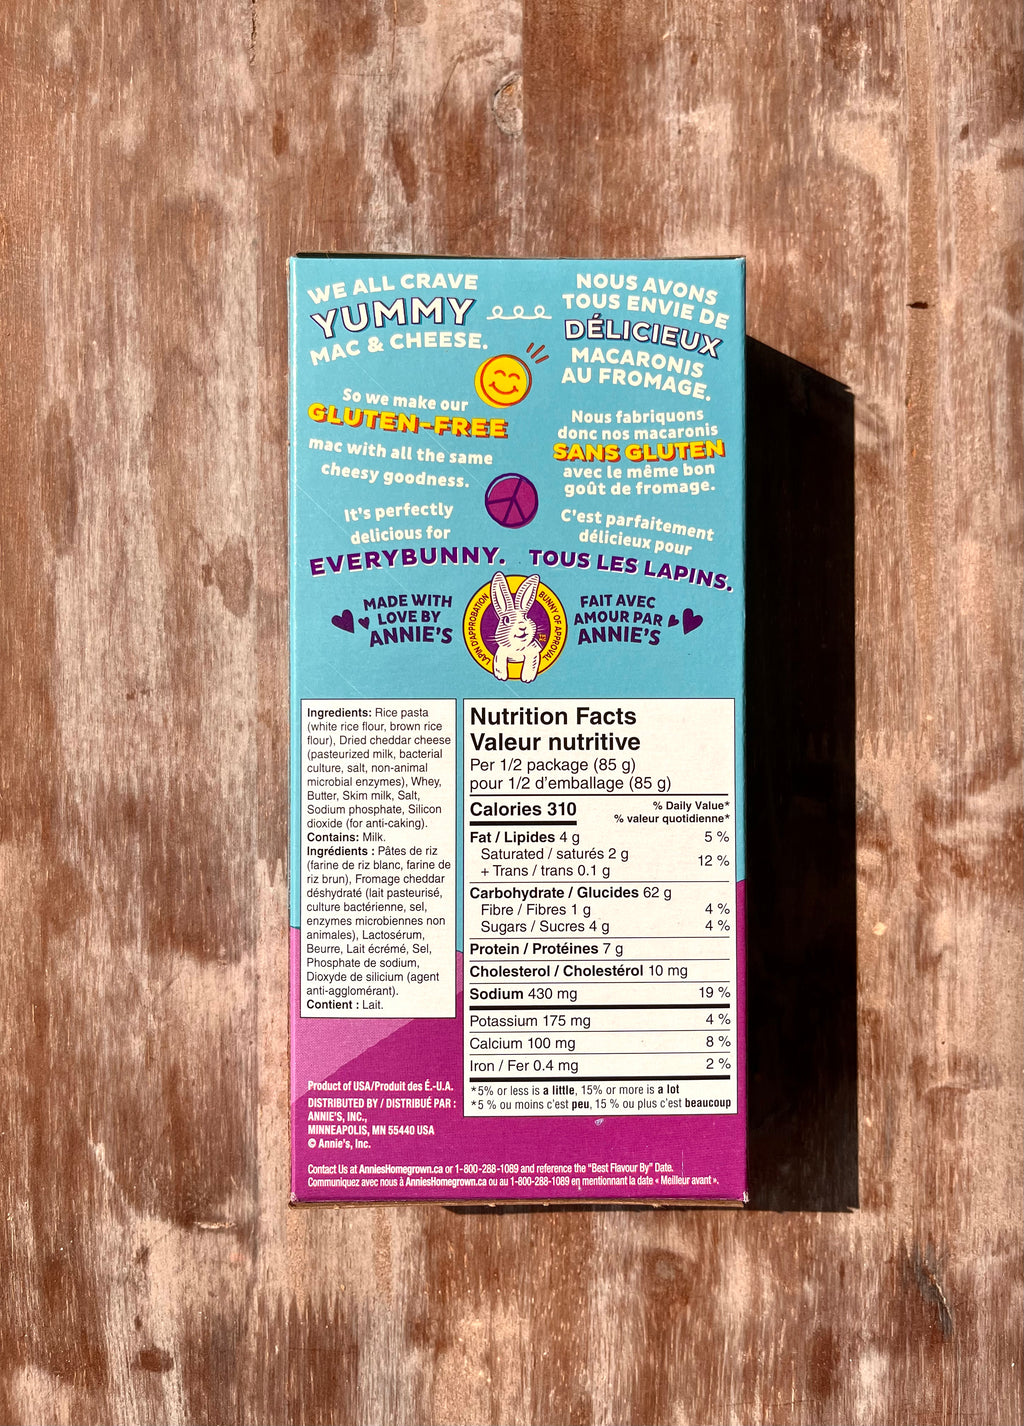 WE ALL CRAVE
YUMMY
MAC & CHEESE.
So we make our
GLUTEN-FREE
mac with all the same
cheesy goodness.
It's perfectly
delicious for
EVERYBUNNY.
NOUS AVONS
TOUS ENVIE DE
DÉLICIEUX
MACARONIS
AU FROMAGE.
Nous fabriquons
donc nos macaronis
SANS GLUTEN
avec le même bon
goût de fromage.
C'est parfaitement
délicieux pour
TOUS LES LAPINS.
MADE WITH
LOVE BY
ANNIE'S
LAPIN D'APPROBATION
BUNNY OF APPROVAL
FAIT AVEC
AMOUR PAR
ANNIE'S
Ingredients: Rice pasta
(white rice flour, brown rice
flour), Dried cheddar cheese
(pasteurized milk, bacterial
culture, salt, non-animal
microbial enzymes), Whey,
Butter, Skim milk, Salt,
Sodium phosphate, Silicon
dioxide (for anti-caking).
Contains: Milk.
Ingrédients : Pâtes de riz
(farine de riz blanc, farine de
riz brun), Fromage cheddar
déshydraté (lait pasteurisé,
culture bactérienne, sel,
enzymes microbiennes non
animales), Lactosérum,
Beurre, Lait écrémé, Sel,
Phosphate de sodium,
Dioxyde de silicium (agent
anti-agglomérant).
Contient : Lait.
Nutrition Facts
Valeur nutritive
Per 1/2 package (85 g)
pour 1/2 d'emballage (85 g)
Calories 310
% Daily Value*
% valeur quotidienne*
Fat / Lipides 4 g 5 %
Saturated / saturés 2 g
+ Trans / trans 0.1 g 12 %
Carbohydrate / Glucides 62 g
Fibre / Fibres 1 g 4 %
Sugars / Sucres 4 g 4 %
Protein / Protéines 7 g
Cholesterol / Cholestérol 10 mg
Sodium 430 mg 19 %
Potassium 175 mg 4 %
Calcium 100 mg 8 %
Iron / Fer 0.4 mg 2 %
*5% or less is a little, 15% or more is a lot
*5 % ou moins c'est peu, 15 % ou plus c'est beaucoup
Product of USA/Produit des É.-U.A.
DISTRIBUTED BY / DISTRIBUÉ PAR :
ANNIE'S, INC.,
MINNEAPOLIS, MN 55440 USA
© Annie's, Inc.
Contact Us at AnniesHomegrown.ca or 1-800-288-1089 and reference the "Best Flavour By" Date.
Communiquez avec nous à AnniesHomegrown.ca ou au 1-800-288-1089 en mentionnant la date « Meilleur avant ».